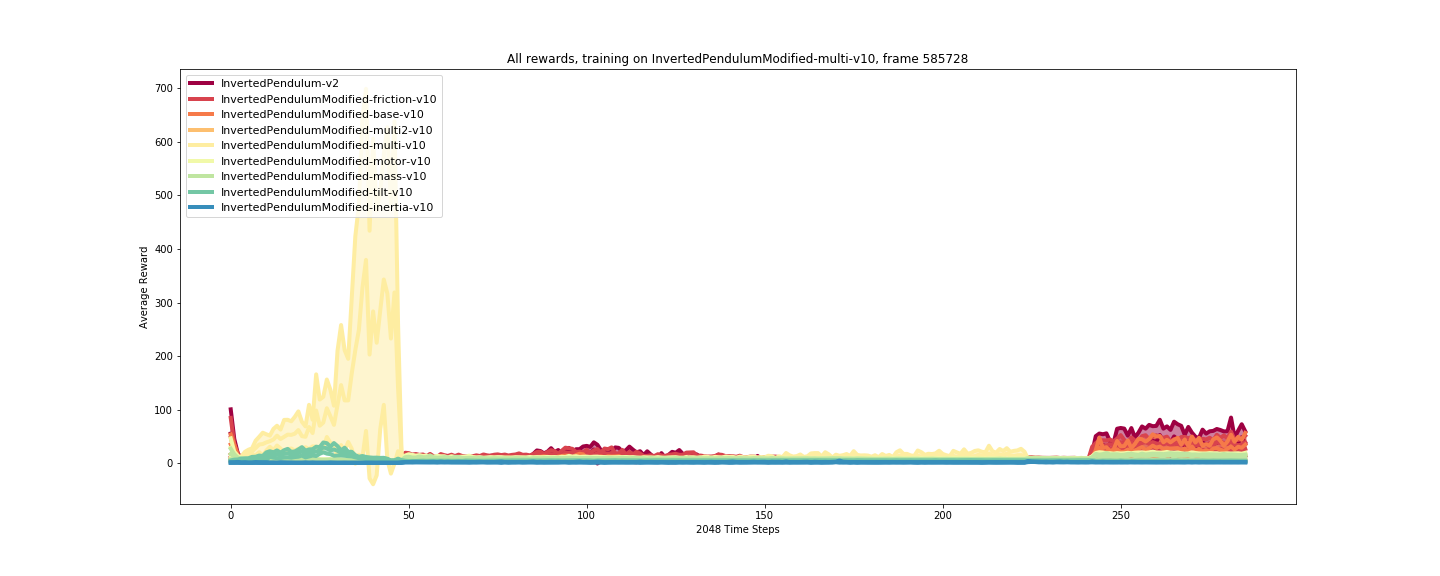 All rewards, training on InvertedPendulumModified-multi-v10, frame 585728
InvertedPendulum-v2
InvertedPendulumModified-friction-v10
InvertedPendulumModified-base-v10
InvertedPendulumModified-multi2-v10
InvertedPendulumModified-multi-v10
InvertedPendulumModified-motor-v10
InvertedPendulumModified-mass-v10
InvertedPendulumModified-tilt-v10
InvertedPendulumModified-inertia-v10
Average Reward
700
600
500
400
300
200
100
0
0 50 100 150 200 250
2048 Time Steps